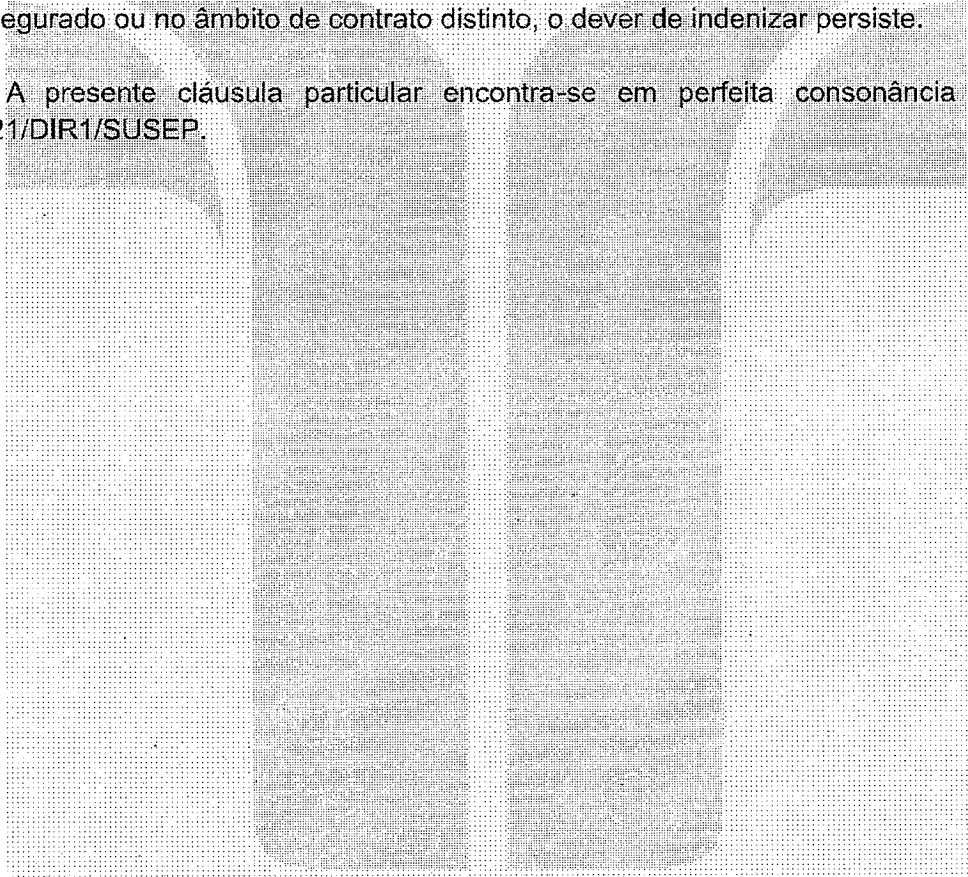 egurado ou no âmbito de contrato distinto, o dever de indenizar persiste.
A presente cláusula particular encontra-se em perfeita consonância
21/DIR1/SUSEP.